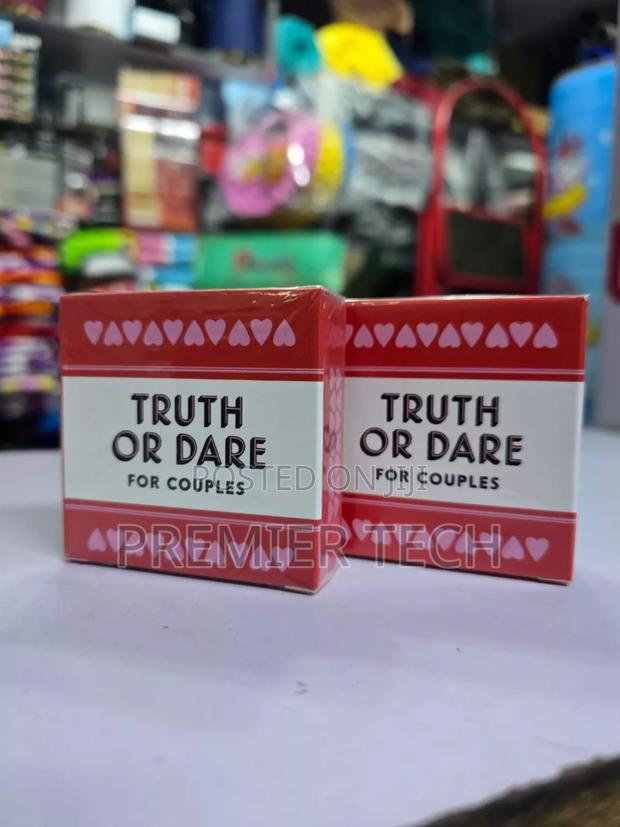 TRUTH
OR DARE
FOR COUPLES
TRUTH
OR DARE
FOR COUPLES
POSTED ON JIJI
PREMIER TECH